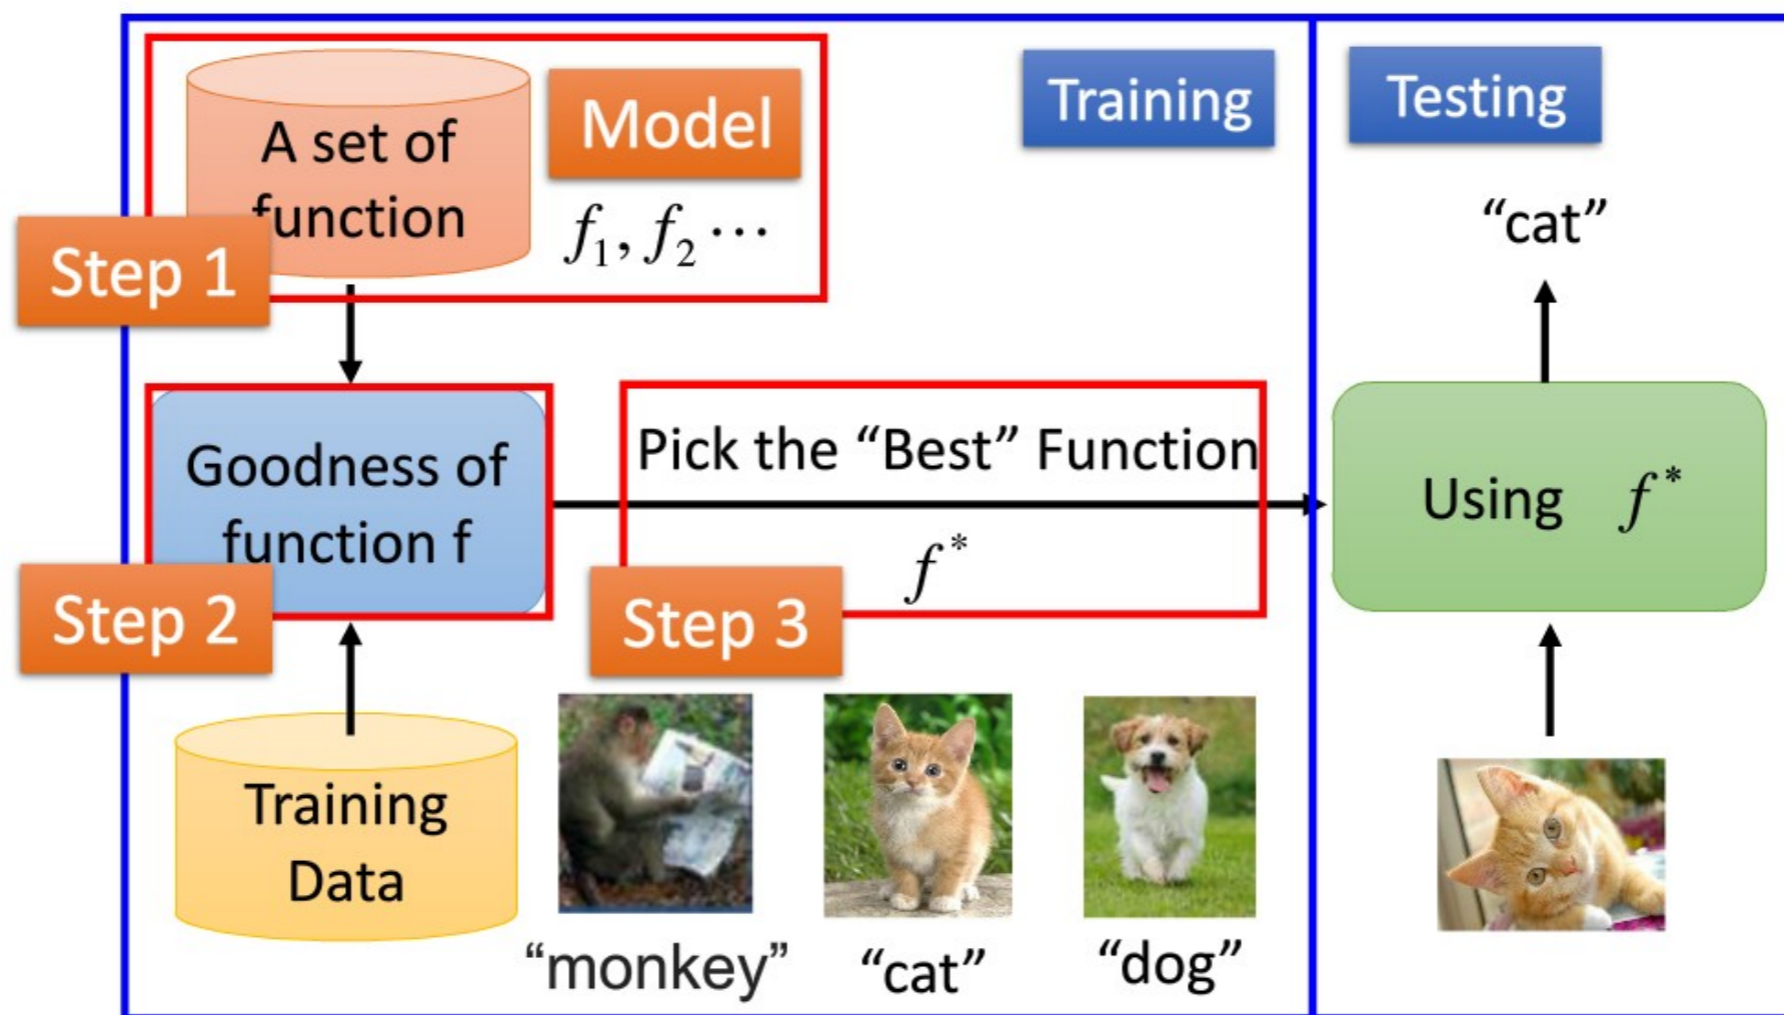 A set of
function
Model
f₁, f₂ ⋯
Step 1
Training
Testing
“cat”
Goodness of
function f
Step 2
Pick the “Best” Function
f*
Step 3
Using f*
Training
Data
“monkey”
“cat”
“dog”